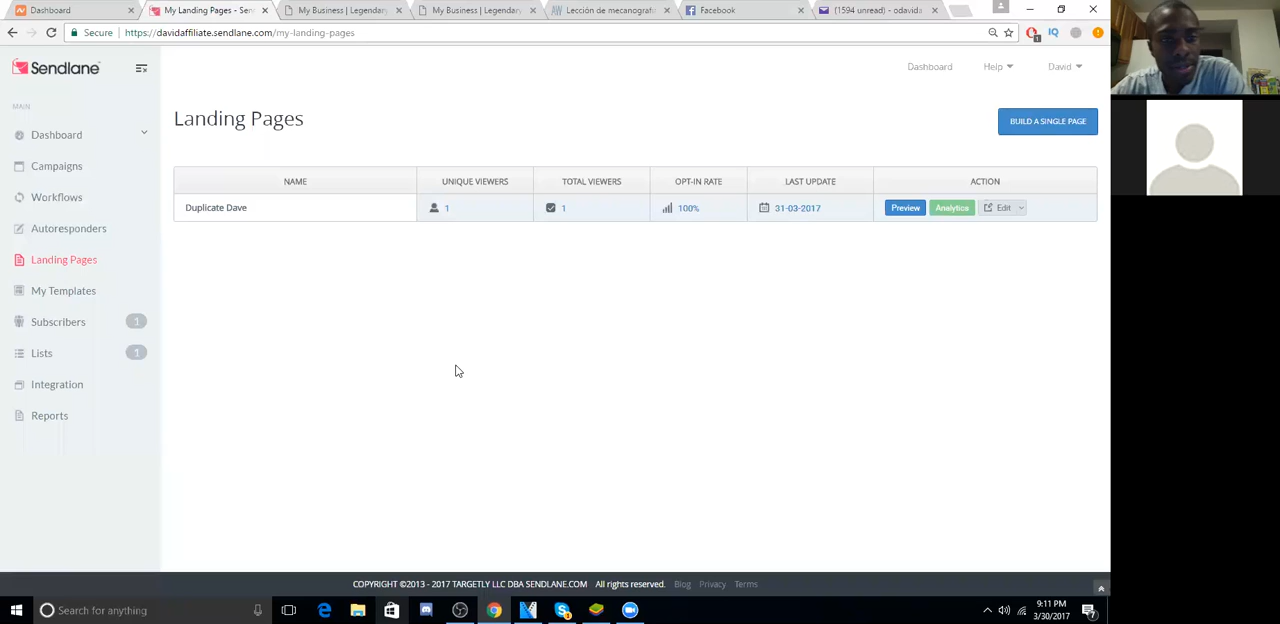 Dashboard
My Landing Pages - Sen
My Business | Legendary
My Business | Legendary
Lección de mecanografí
Facebook
(1594 unread) - odavida
Secure
https://davidaffiliate.sendlane.com/my-landing-pages
1
IQ
Sendlane
Dashboard
Help
David
MAIN
Dashboard
Campaigns
Workflows
Autoresponders
Landing Pages
My Templates
Subscribers 1
Lists 1
Integration
Reports
Landing Pages
BUILD A SINGLE PAGE
NAME UNIQUE VIEWERS TOTAL VIEWERS OPT-IN RATE LAST UPDATE ACTION
Duplicate Dave 1 1 100% 31-03-2017 Preview Analytics Edit
COPYRIGHT ©2013 - 2017 TARGETLY LLC DBA SENDLANE.COM All rights reserved. Blog Privacy Terms
Search for anything
9:11 PM
3/30/2017
7